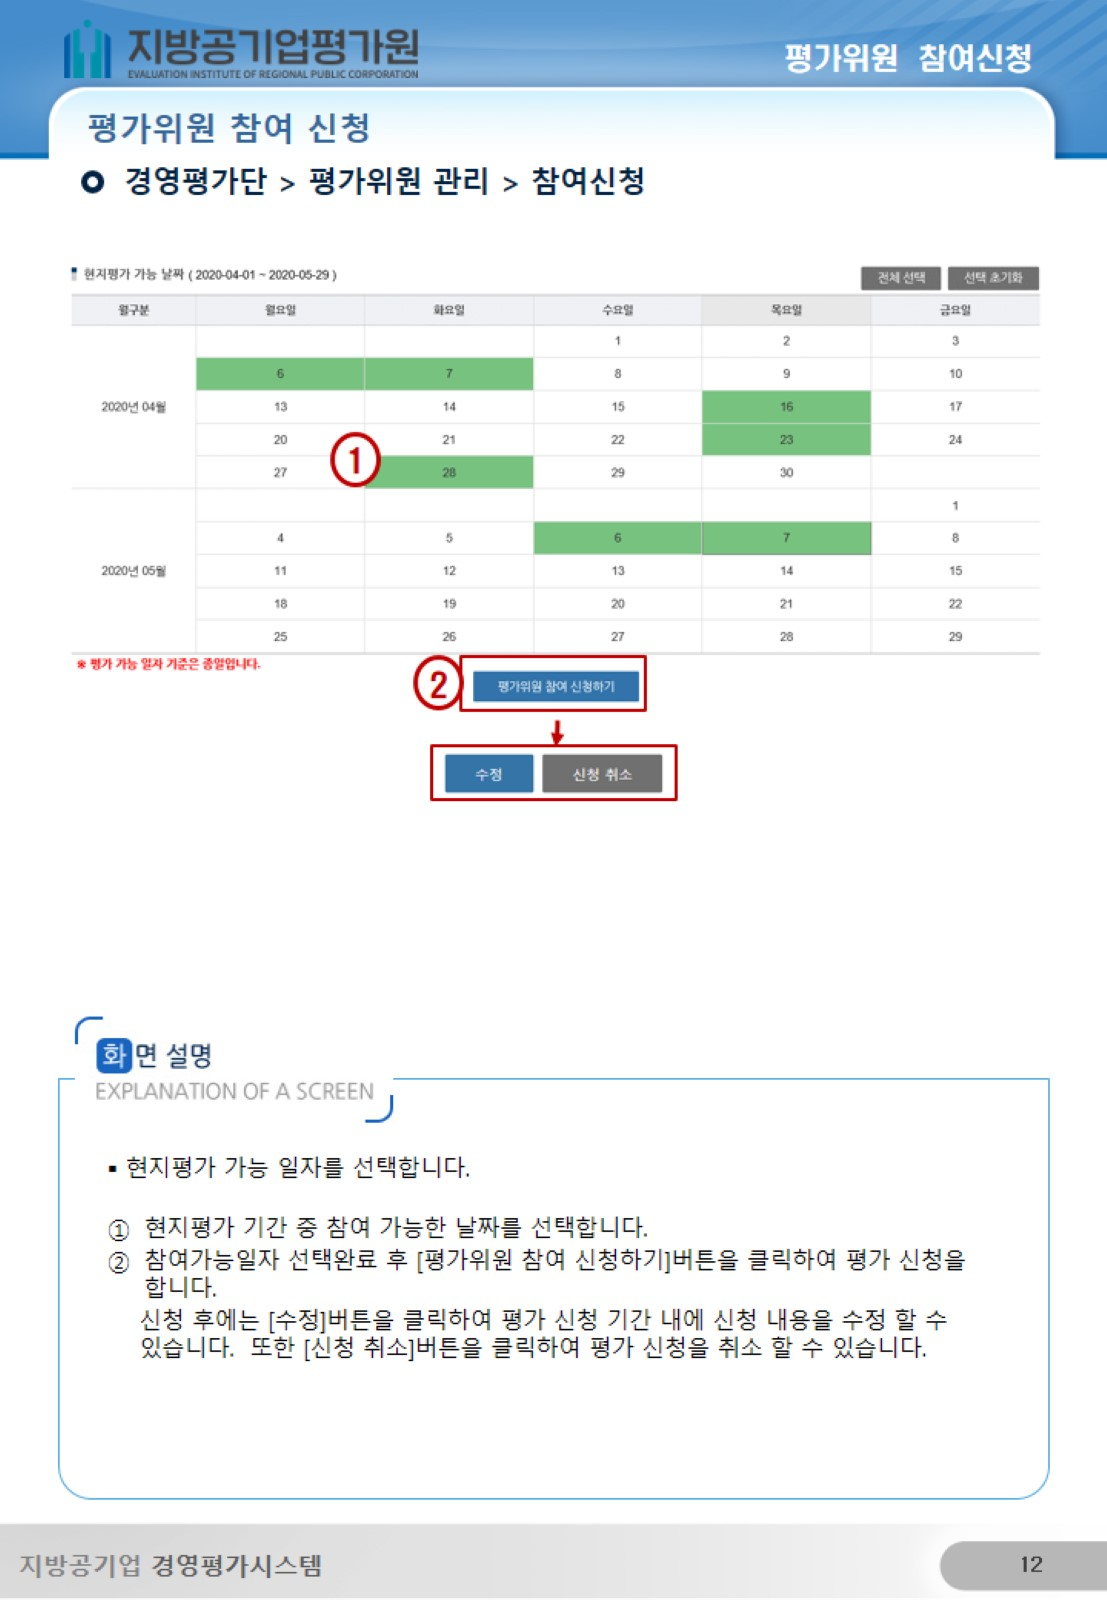 지방공기업평가원
EVALUATION INSTITUTE OF REGIONAL PUBLIC CORPORATION
평가위원 참여신청
평가위원 참여 신청
경영평가단 > 평가위원 관리 > 참여신청
현지평가 가능 날짜 ( 2020-04-01 ~ 2020-05-29 )
전체 선택 선택 초기화
월구분 월요일 화요일 수요일 목요일 금요일
1 2 3
6 7 8 9 10
2020년 04월 13 14 15 16 17
20 21 22 23 24
① 27 28 29 30
1
4 5 6 7 8
2020년 05월 11 12 13 14 15
18 19 20 21 22
25 26 27 28 29
※ 평가 가능 일자 기준은 종일입니다.
② 평가위원 참여 신청하기
수정 신청 취소
화면 설명
EXPLANATION OF A SCREEN
▪ 현지평가 가능 일자를 선택합니다.
① 현지평가 기간 중 참여 가능한 날짜를 선택합니다.
② 참여가능일자 선택완료 후 [평가위원 참여 신청하기]버튼을 클릭하여 평가 신청을
합니다.
신청 후에는 [수정]버튼을 클릭하여 평가 신청 기간 내에 신청 내용을 수정 할 수
있습니다. 또한 [신청 취소]버튼을 클릭하여 평가 신청을 취소 할 수 있습니다.
지방공기업 경영평가시스템
12